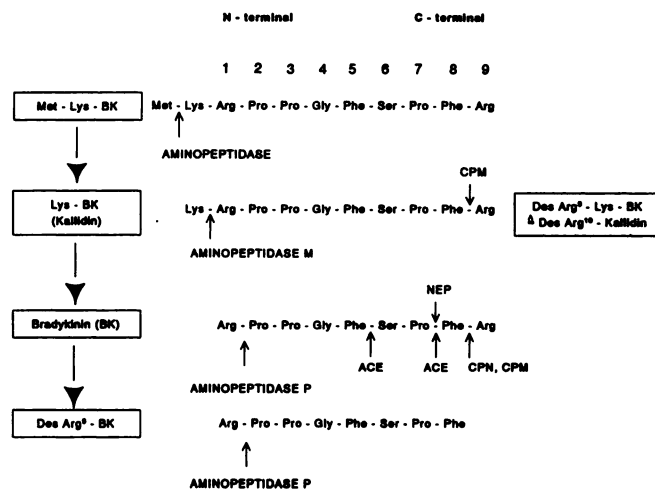 N - terminal C - terminal
1 2 3 4 5 6 7 8 9
Met - Lys - BK
Met - Lys - Arg - Pro - Pro - Gly - Phe - Ser - Pro - Phe - Arg
AMINOPEPTIDASE
CPM
Lys - BK
(Kallidin)
Lys - Arg - Pro - Pro - Gly - Phe - Ser - Pro - Phe - Arg
Des Arg⁹ - Lys - BK
≙ Des Arg¹⁰ - Kallidin
AMINOPEPTIDASE M
NEP
Bradykinin (BK)
Arg - Pro - Pro - Gly - Phe - Ser - Pro - Phe - Arg
ACE ACE CPN, CPM
AMINOPEPTIDASE P
Des Arg⁹ - BK
Arg - Pro - Pro - Gly - Phe - Ser - Pro - Phe
AMINOPEPTIDASE P